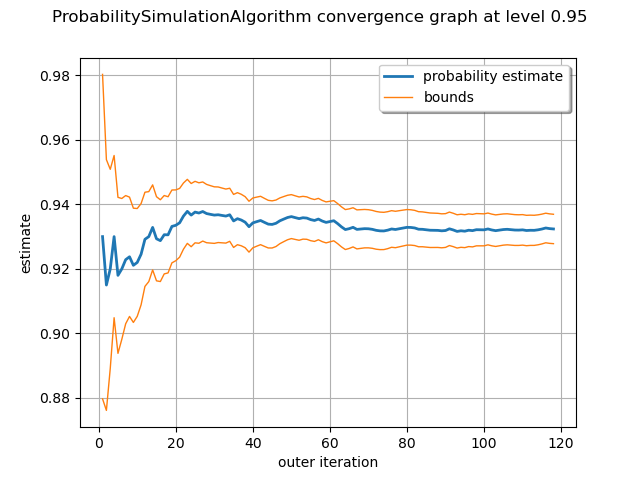 ProbabilitySimulationAlgorithm convergence graph at level 0.95
probability estimate
bounds
0.98
0.96
0.94
0.92
0.90
0.88
estimate
0 20 40 60 80 100 120
outer iteration